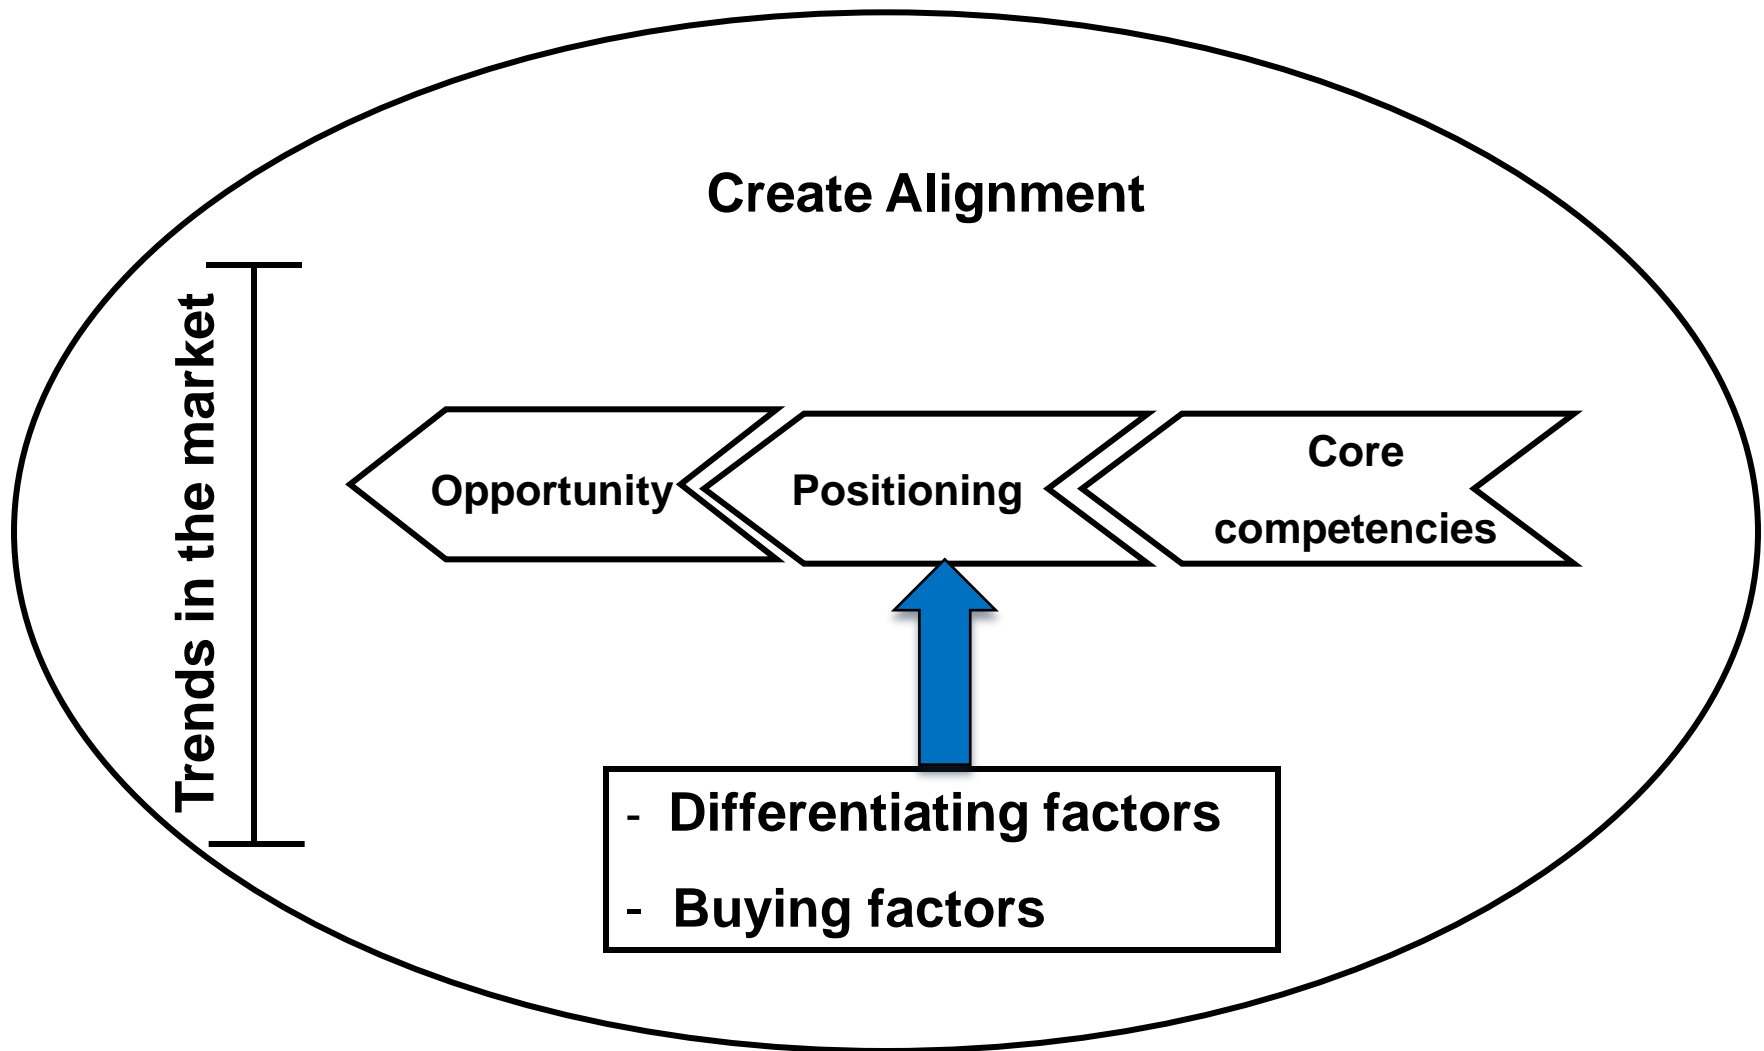 Create Alignment
Trends in the market
Opportunity
Positioning
Core
competencies
- Differentiating factors
- Buying factors